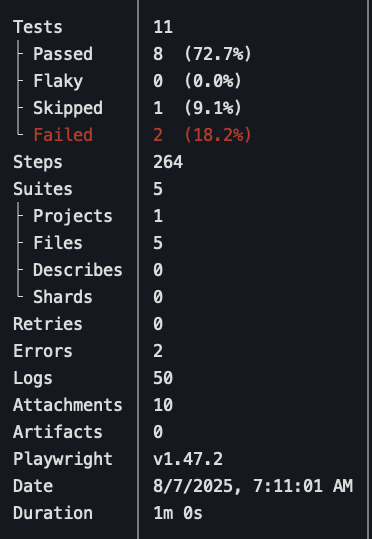 Tests 11
├ Passed 8 (72.7%)
├ Flaky 0 (0.0%)
├ Skipped 1 (9.1%)
└ Failed 2 (18.2%)
Steps 264
Suites 5
├ Projects 1
├ Files 5
├ Describes 0
└ Shards 0
Retries 0
Errors 2
Logs 50
Attachments 10
Artifacts 0
Playwright v1.47.2
Date 8/7/2025, 7:11:01 AM
Duration 1m 0s